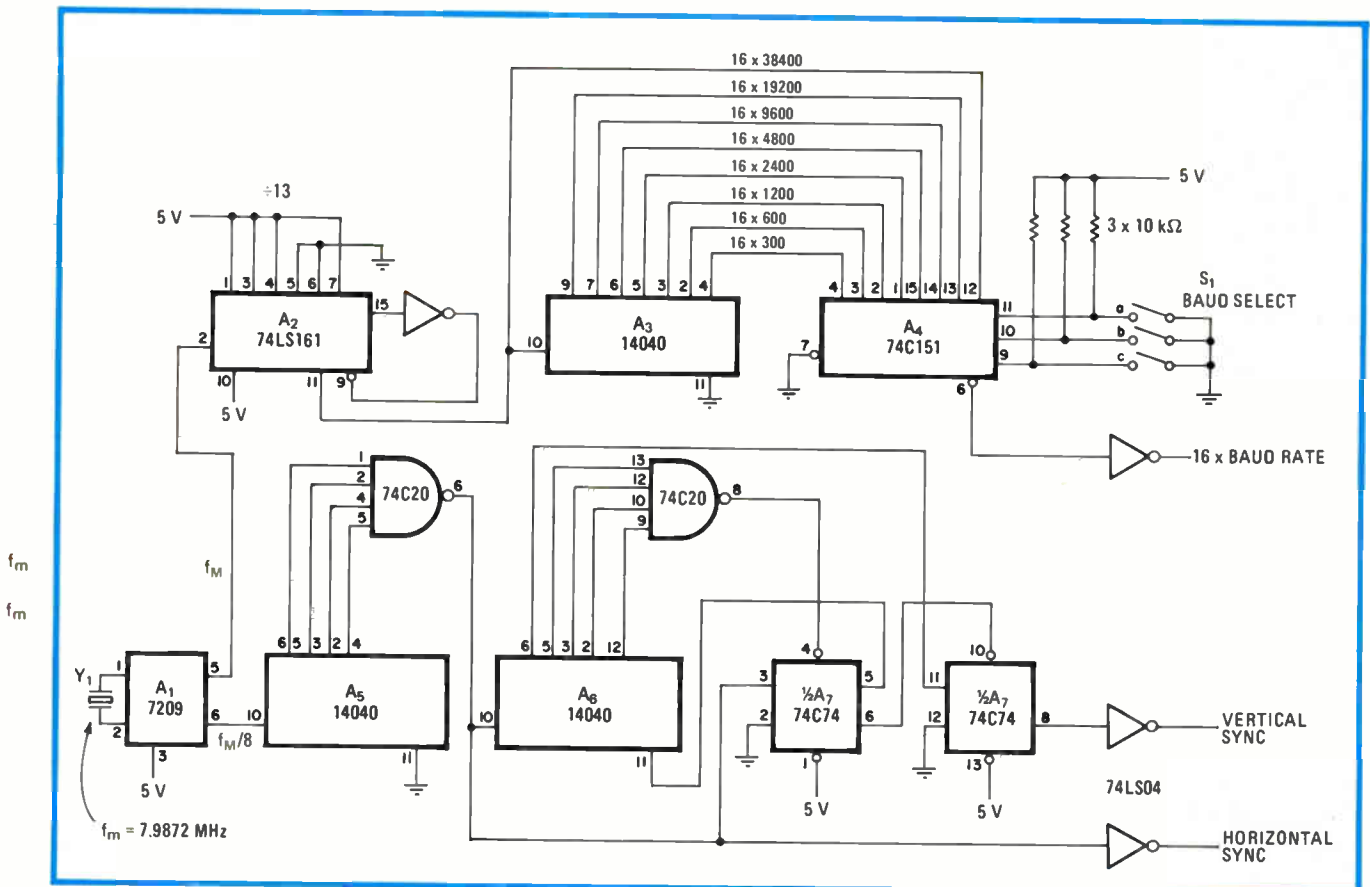 16 x 38400
16 x 19200
16 x 9600
16 x 4800
16 x 2400
16 x 1200
16 x 600
16 x 300
÷13
5 V
1 3 4 5 6 7
A2
74LS161
2
15
10
11
9
5 V
9 7 6 5 3 2 4
A3
14040
10
11
4 3 2 1 15 14 13 12
A4
74C151
7
11
10
9
6
5 V
3 x 10 kΩ
S1
BAUD SELECT
a
b
c
16 x BAUD RATE
fm
fm
fM
Y1
1
2
A1
7209
5
6
3
5 V
fM/8
fm = 7.9872 MHz
1
2
4
5
74C20
6
6 5 3 2 4
10
A5
14040
11
13
12
10
9
74C20
8
6 5 3 2 12
10
A6
14040
11
4
3
2
½A7
74C74
5
6
1
5 V
10
11
12
½A7
74C74
8
13
5 V
VERTICAL
SYNC
74LS04
HORIZONTAL
SYNC